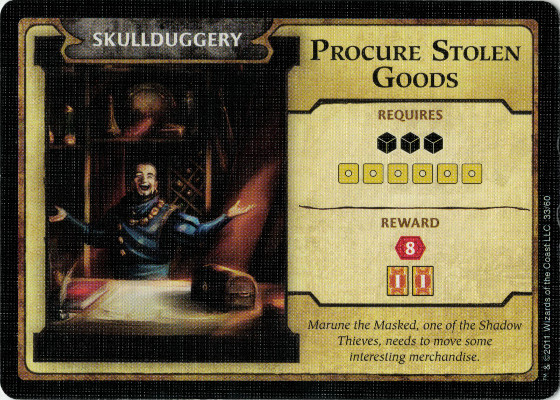 SKULLDUGGERY
PROCURE STOLEN
GOODS
REQUIRES
REWARD
8
I I
Marune the Masked, one of the Shadow
Thieves, needs to move some
interesting merchandise.
™ & ©2011 Wizards of the Coast LLC 33/60